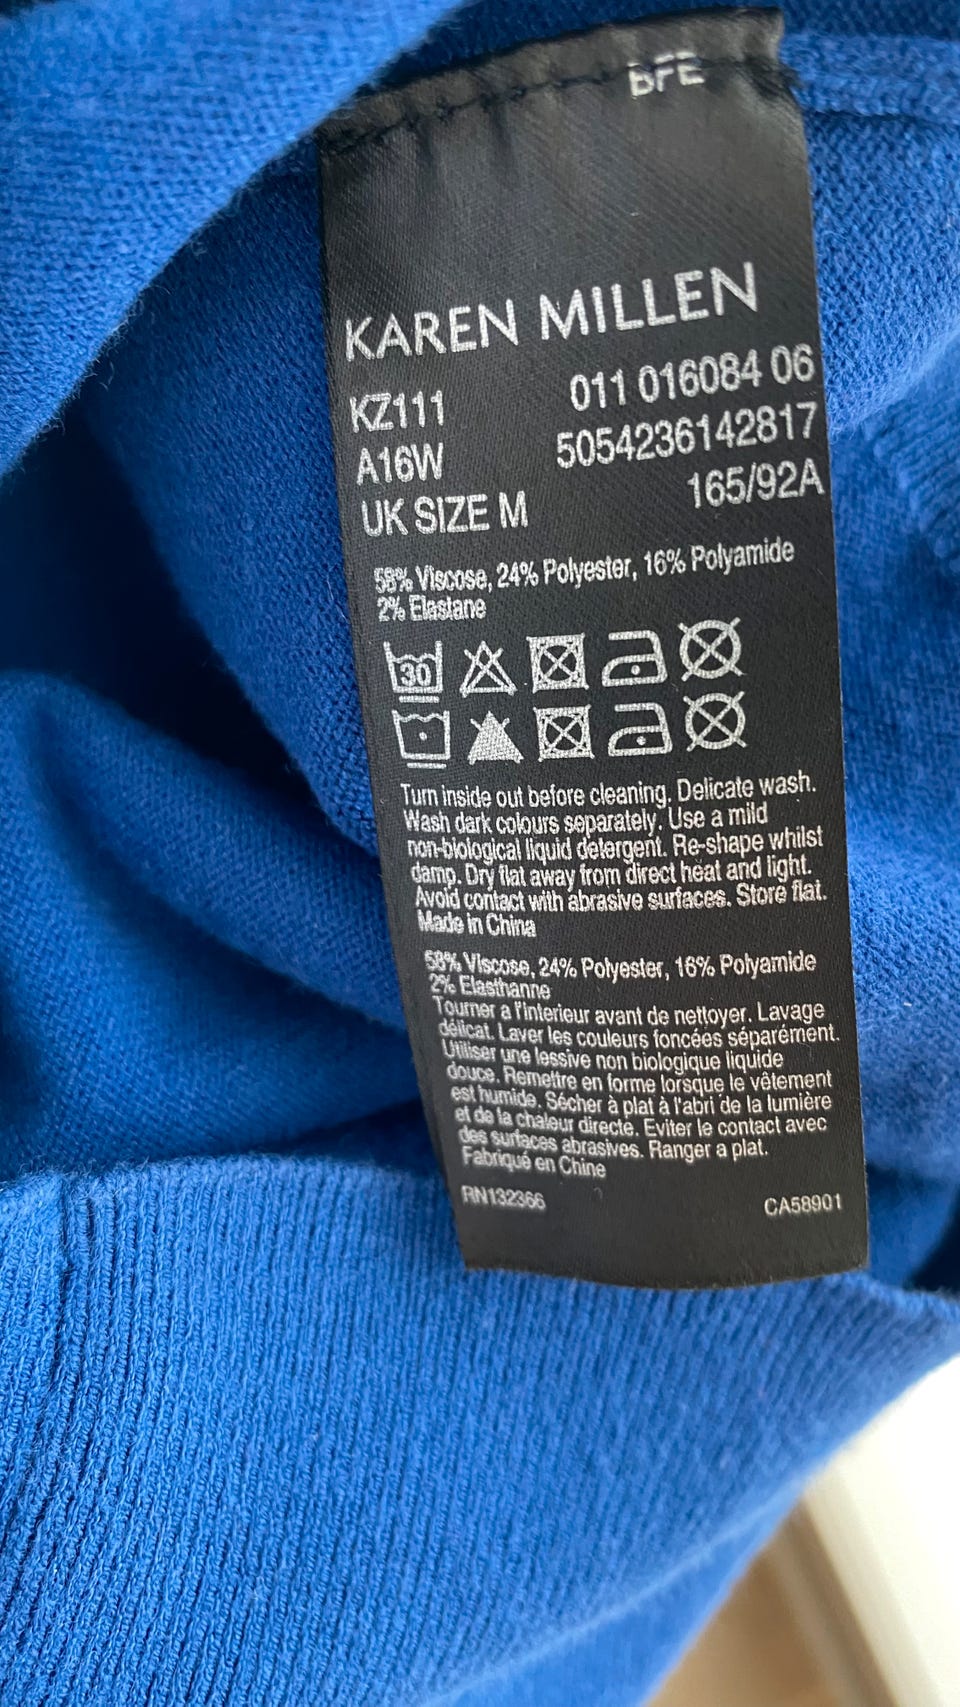 BFE
KAREN MILLEN
KZ111 011 016084 06
A16W 5054236142817
UK SIZE M 165/92A
58% Viscose, 24% Polyester, 16% Polyamide
2% Elastane
30
Turn inside out before cleaning. Delicate wash.
Wash dark colours separately. Use a mild
non-biological liquid detergent. Re-shape whilst
damp. Dry flat away from direct heat and light.
Avoid contact with abrasive surfaces. Store flat.
Made in China
58% Viscose, 24% Polyester, 16% Polyamide
2% Elasthanne
Tourner a l'interieur avant de nettoyer. Lavage
délicat. Laver les couleurs foncées séparément.
Utiliser une lessive non biologique liquide
douce. Remettre en forme lorsque le vêtement
est humide. Sécher à plat à l'abri de la lumière
et de la chaleur directe. Eviter le contact avec
des surfaces abrasives. Ranger a plat.
Fabriqué en Chine
RN132366 CA58901